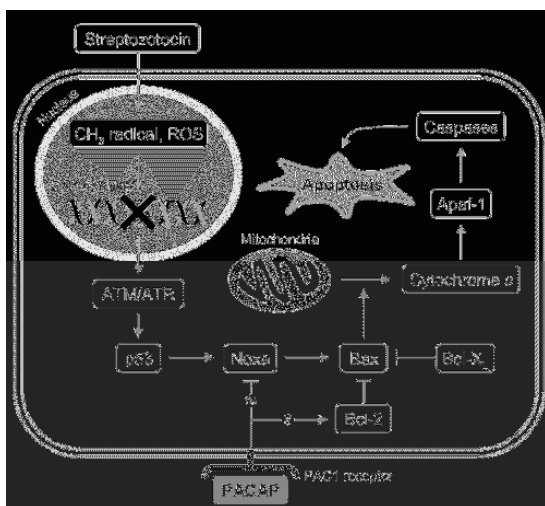 Streptozotocin
Nucleus
CH3 radical, ROS
Caspases
Apoptosis
Apaf-1
Mitochondria
Cytochrome c
ATM/ATR
p53
Noxa
Bax
Bcl-XL
?
?
Bcl-2
PAC1 receptor
PACAP